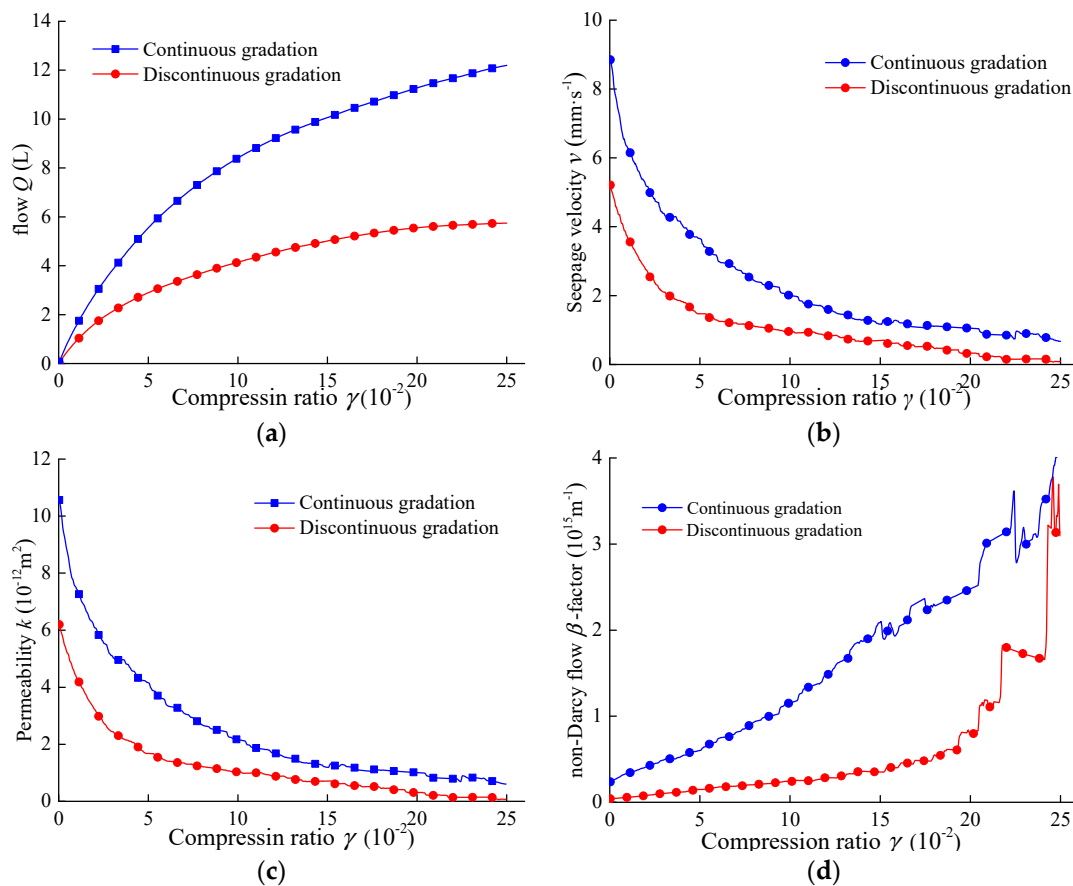 14
12
10
8
6
4
2
0
flow Q (L)
Continuous gradation
Discontinuous gradation
0 5 10 15 20 25
Compressin ratio γ (10-2)
(a)
10
8
6
4
2
0
Seepage velocity v (mm·s-1)
Continuous gradation
Discontinuous gradation
0 5 10 15 20 25
Compression ratio γ (10-2)
(b)
12
10
8
6
4
2
0
Permeability k (10-12m2)
Continuous gradation
Discontinuous gradation
0 5 10 15 20 25
Compressin ratio γ (10-2)
(c)
4
3
2
1
0
non-Darcy flow β -factor (1015m-1)
Continuous gradation
Discontinuous gradation
0 5 10 15 20 25
Compression ratio γ (10-2)
(d)